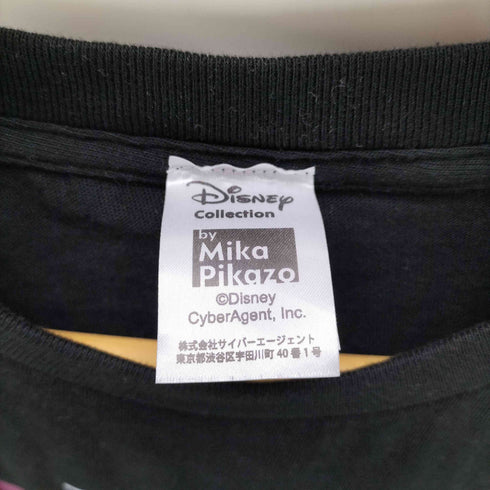 Disney
Collection
by
Mika
Pikazo
©Disney
CyberAgent, Inc.
株式会社サイバーエージェント
東京都渋谷区宇田川町40番1号